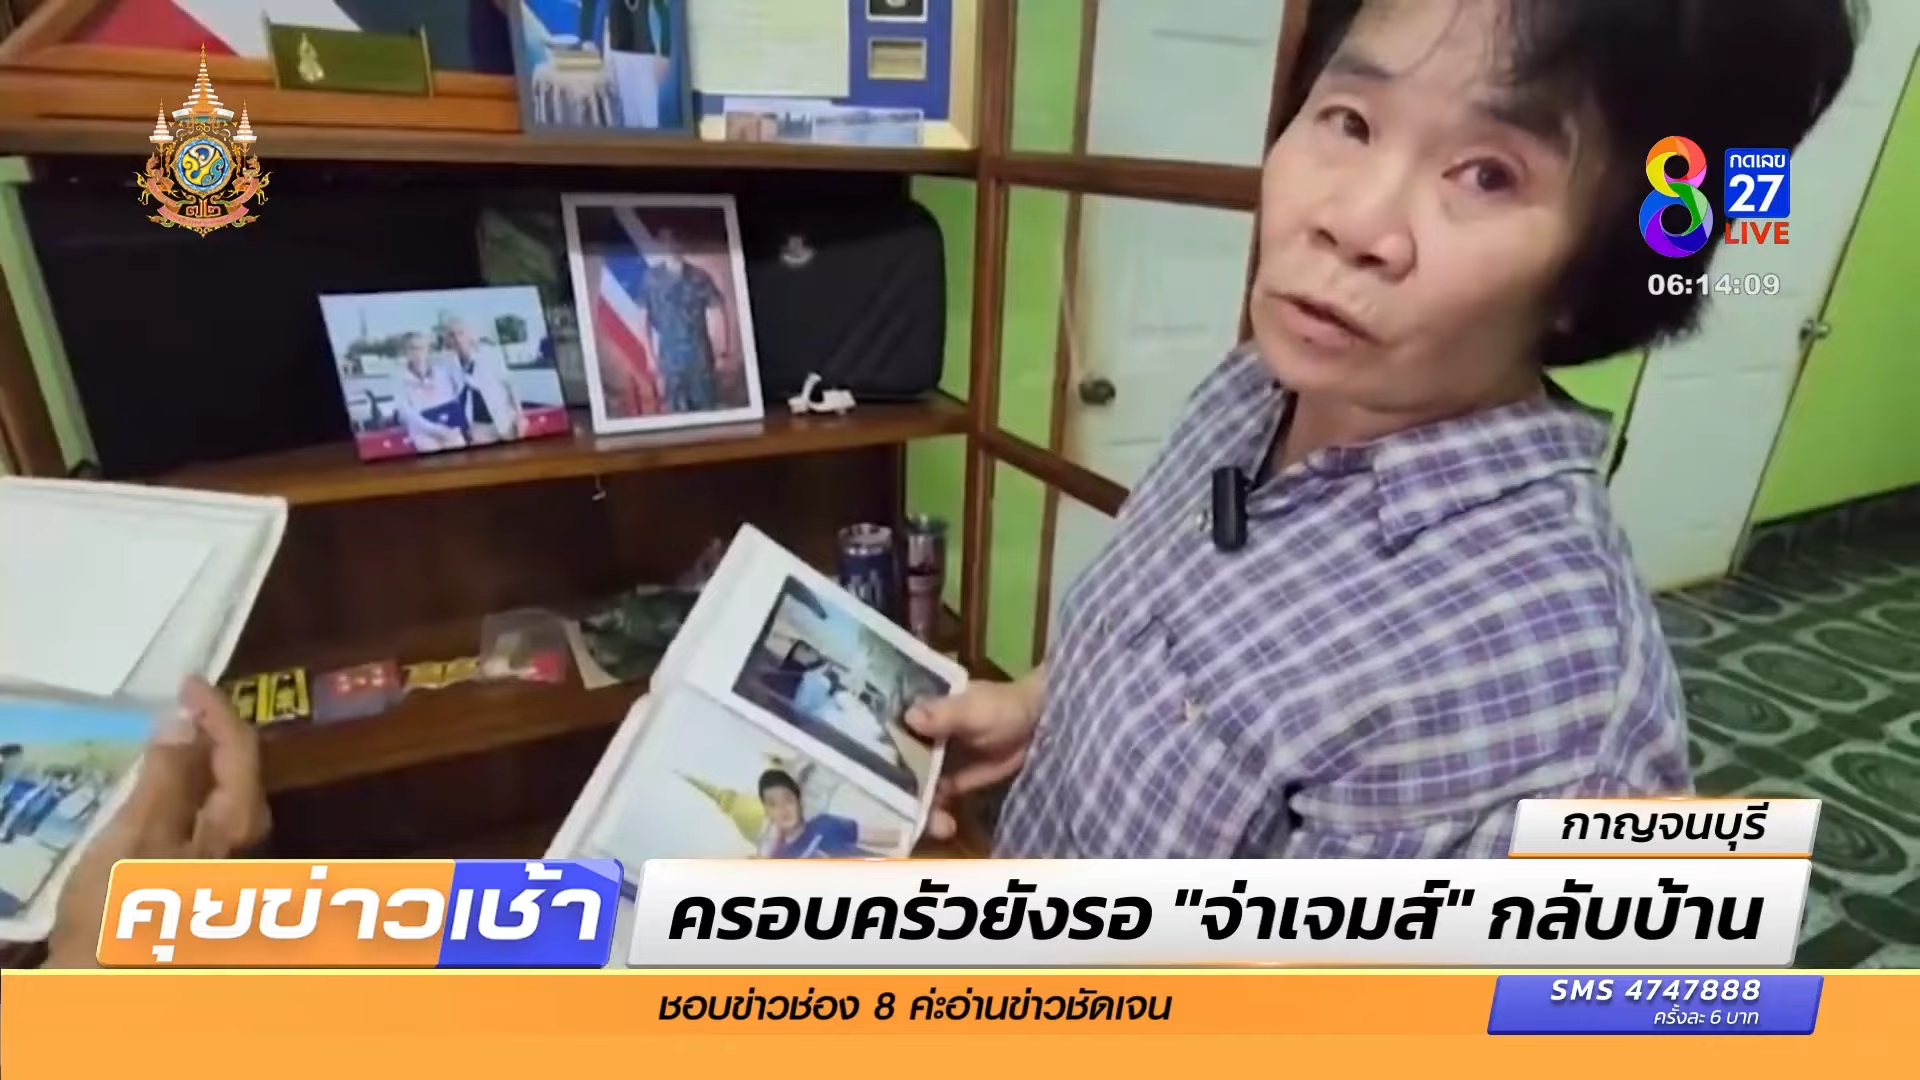 กดเลข
27
LIVE
06:14:09
กาญจนบุรี
คุยข่าวเช้า
ครอบครัวยังรอ "จ่าเจมส์" กลับบ้าน
ชอบข่าวช่อง 8 ค่ะอ่านข่าวชัดเจน
SMS 4747888
ครั้งละ 6 บาท